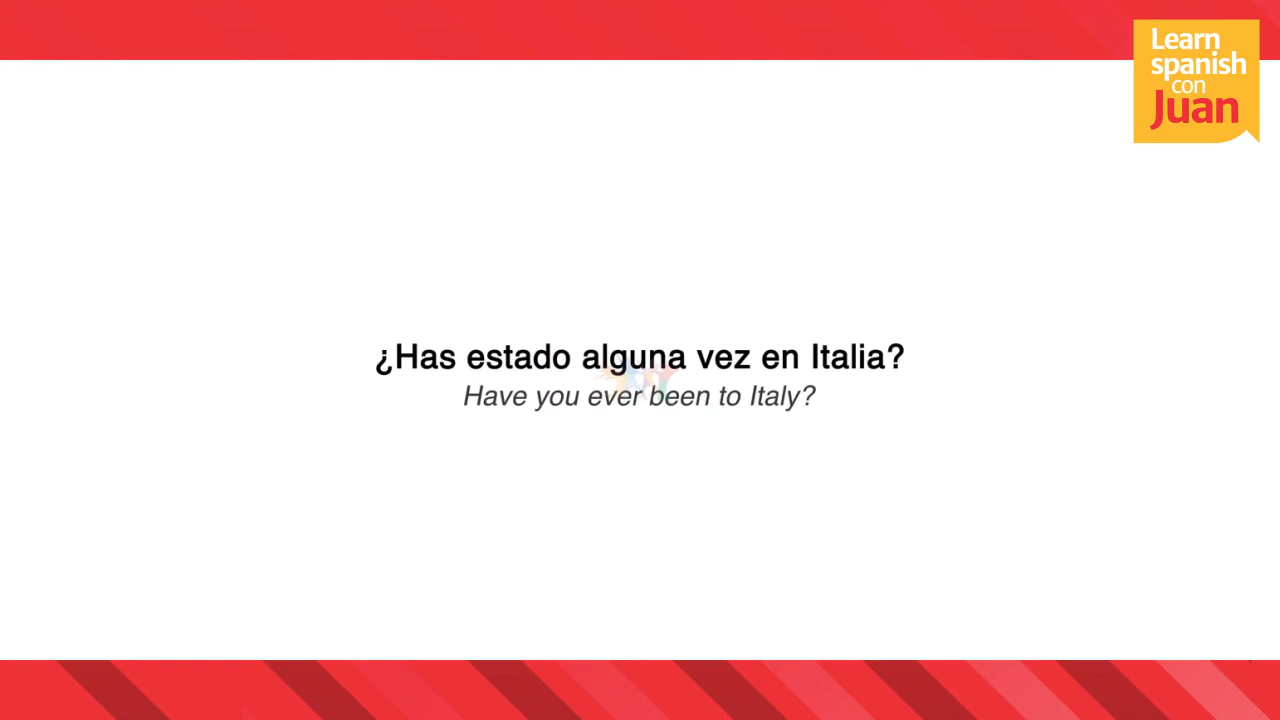 Learn
spanish
con
Juan
¿Has estado alguna vez en Italia?
Have you ever been to Italy?